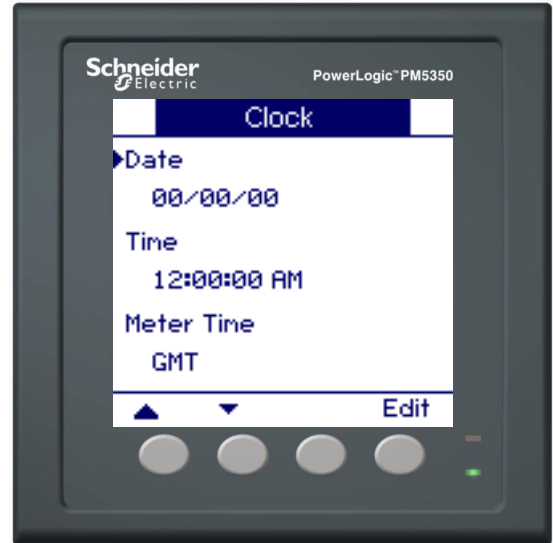 Schneider
Electric
PowerLogic™ PM5350
Clock
Date
00/00/00
Time
12:00:00 AM
Meter Time
GMT
Edit